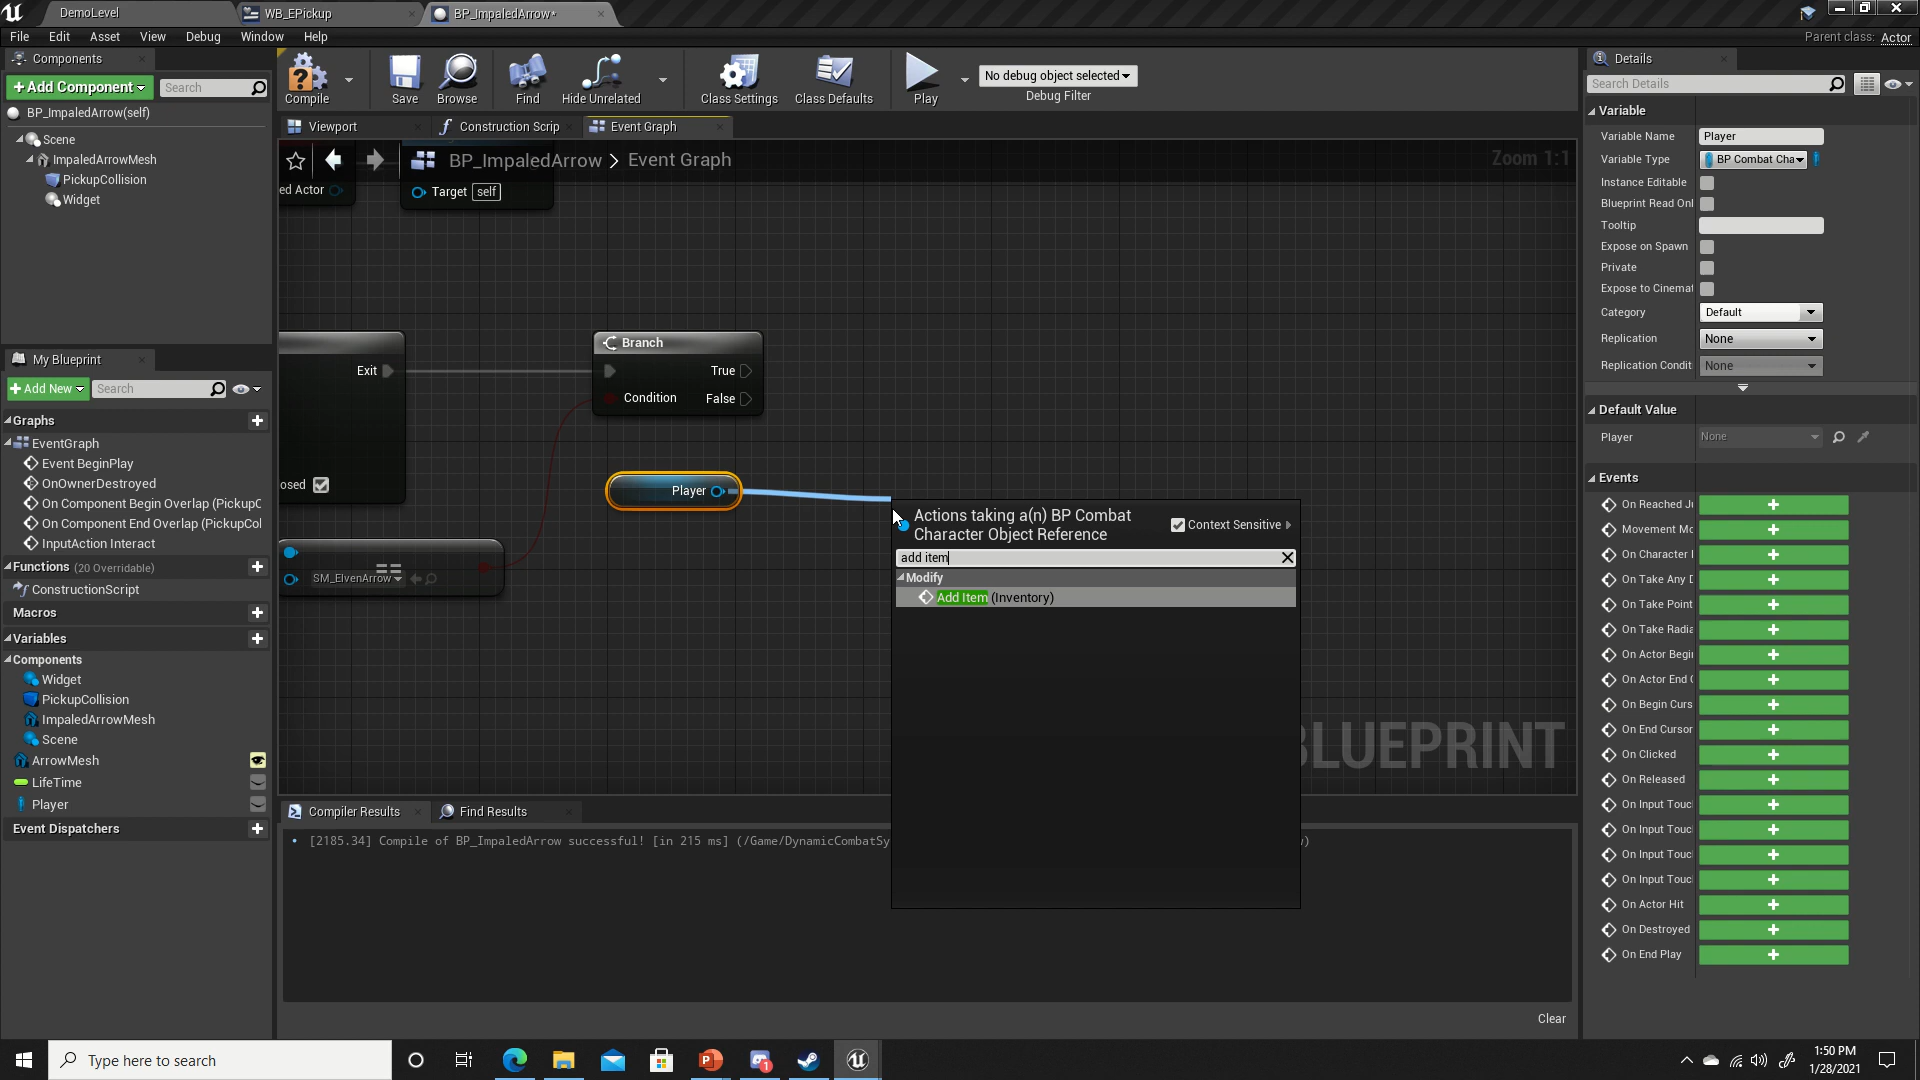 DemoLevel
WB_EPickup
BP_ImpaledArrow*
File Edit Asset View Debug Window Help
Parent class: Actor
Components
+Add Component
Search
BP_ImpaledArrow(self)
Scene
ImpaledArrowMesh
PickupCollision
Widget
My Blueprint
+Add New
Search
Graphs
EventGraph
Event BeginPlay
OnOwnerDestroyed
On Component Begin Overlap (PickupC
On Component End Overlap (PickupCol
InputAction Interact
Functions (20 Overridable)
ConstructionScript
Macros
Variables
Components
Widget
PickupCollision
ImpaledArrowMesh
Scene
ArrowMesh
LifeTime
Player
Event Dispatchers
Compile
Save
Browse
Find
Hide Unrelated
Class Settings
Class Defaults
Play
No debug object selected
Debug Filter
Viewport
Construction Scrip
Event Graph
BP_ImpaledArrow > Event Graph
Zoom 1:1
ed Actor
Target self
Exit
osed
Branch
True
Condition
False
Player
SM_ElvenArrow
==
Actions taking a(n) BP Combat
Character Object Reference
Context Sensitive
add item
Modify
Add Item (Inventory)
BLUEPRINT
Compiler Results
Find Results
[2185.34] Compile of BP_ImpaledArrow successful! [in 215 ms] (/Game/DynamicCombatSy
Clear
Details
Search Details
Variable
Variable Name Player
Variable Type BP Combat Cha
Instance Editable
Blueprint Read Onl
Tooltip
Expose on Spawn
Private
Expose to Cinemat
Category Default
Replication None
Replication Condit None
Default Value
Player None
Events
On Reached Ju
Movement Mo
On Character I
On Take Any D
On Take Point
On Take Radia
On Actor Begin
On Actor End O
On Begin Curs
On End Cursor
On Clicked
On Released
On Input Touc
On Input Touc
On Input Touc
On Input Touc
On Actor Hit
On Destroyed
On End Play
Type here to search
1:50 PM
1/28/2021